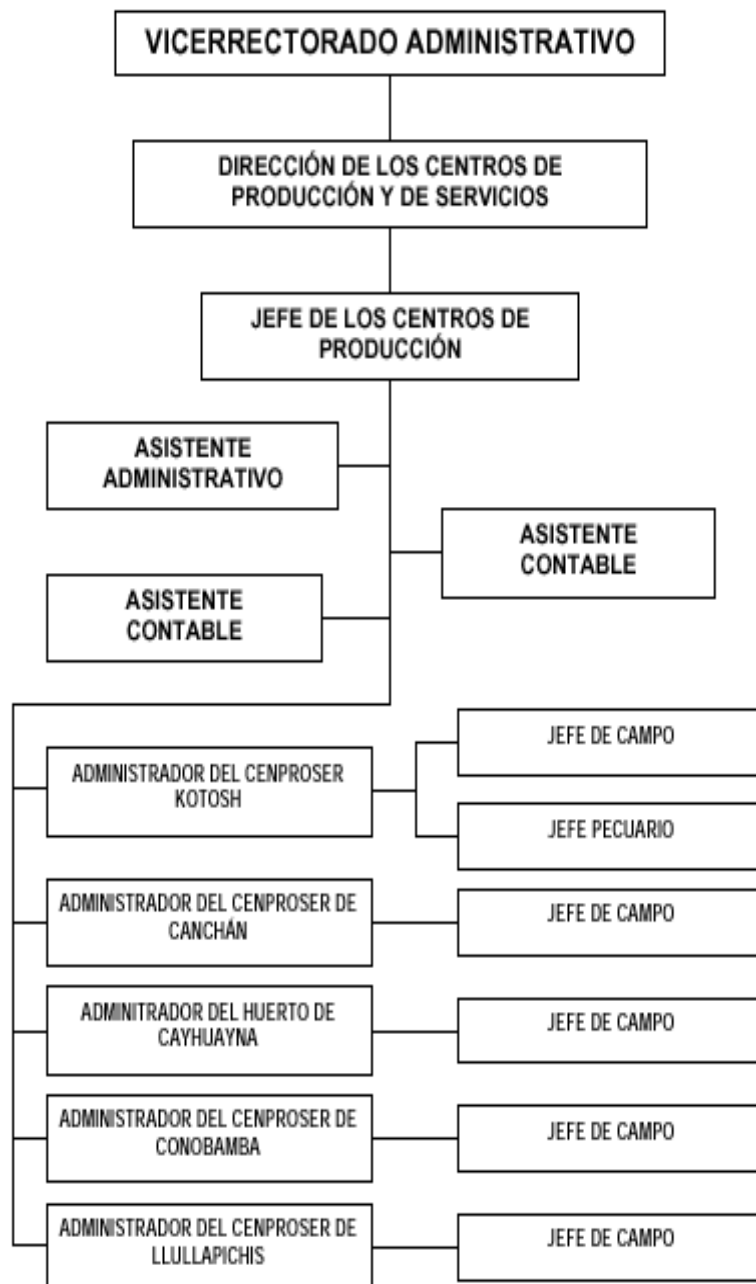 VICERRECTORADO ADMINISTRATIVO
DIRECCIÓN DE LOS CENTROS DE
PRODUCCIÓN Y DE SERVICIOS
JEFE DE LOS CENTROS DE
PRODUCCIÓN
ASISTENTE
ADMINISTRATIVO
ASISTENTE
CONTABLE
ASISTENTE
CONTABLE
ADMINISTRADOR DEL CENPROSER
KOTOSH
JEFE DE CAMPO
JEFE PECUARIO
ADMINISTRADOR DEL CENPROSER DE
CANCHÁN
JEFE DE CAMPO
ADMINITRADOR DEL HUERTO DE
CAYHUAYNA
JEFE DE CAMPO
ADMINISTRADOR DEL CENPROSER DE
CONOBAMBA
JEFE DE CAMPO
ADMINISTRADOR DEL CENPROSER DE
LLULLAPICHIS
JEFE DE CAMPO